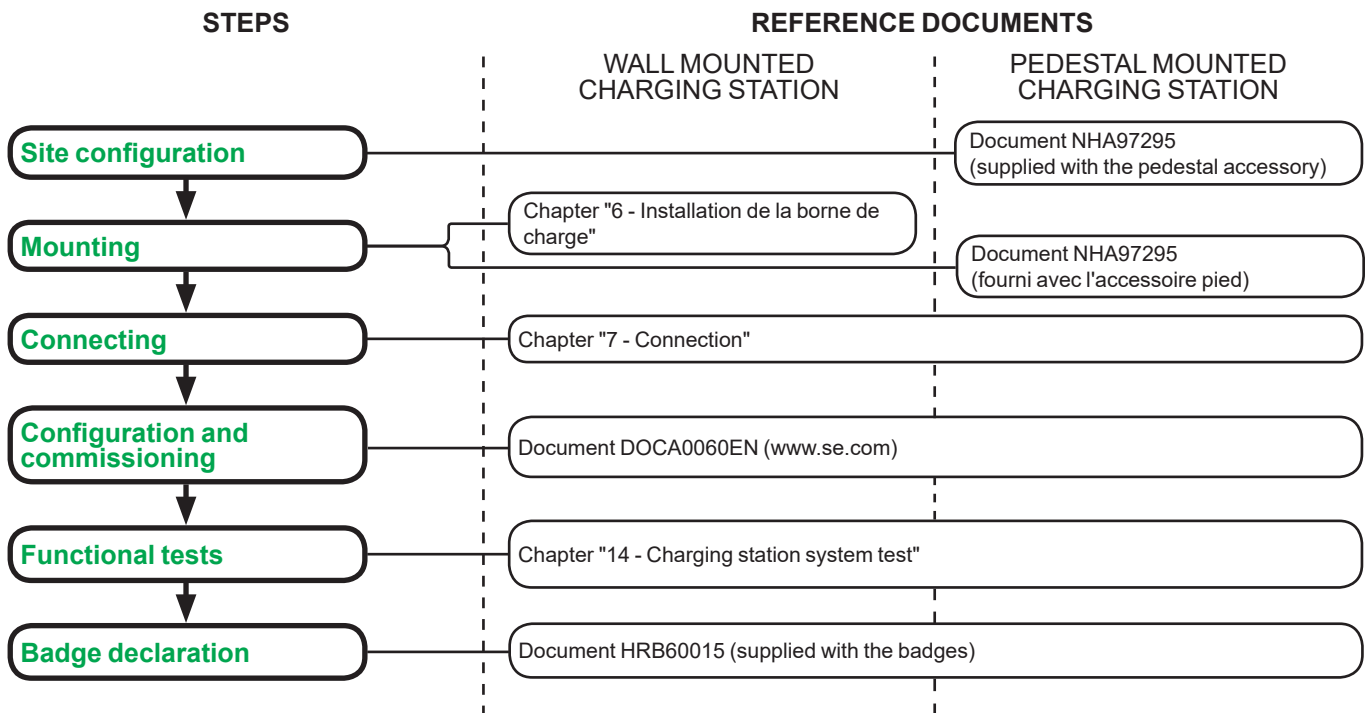 STEPS
REFERENCE DOCUMENTS
WALL MOUNTED
CHARGING STATION
PEDESTAL MOUNTED
CHARGING STATION
Site configuration
Document NHA97295
(supplied with the pedestal accessory)
Mounting
Chapter "6 - Installation de la borne de
charge"
Document NHA97295
(fourni avec l'accessoire pied)
Connecting
Chapter "7 - Connection"
Configuration and
commissioning
Document DOCA0060EN (www.se.com)
Functional tests
Chapter "14 - Charging station system test"
Badge declaration
Document HRB60015 (supplied with the badges)